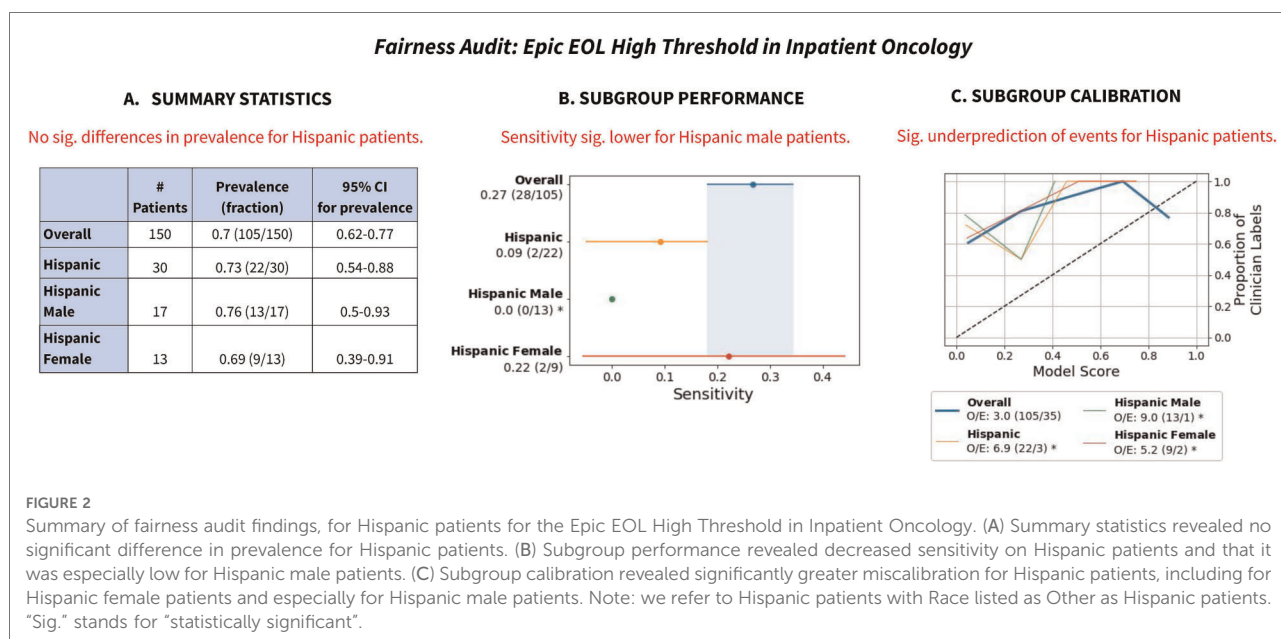 Fairness Audit: Epic EOL High Threshold in Inpatient Oncology
A. SUMMARY STATISTICS
No sig. differences in prevalence for Hispanic patients.
# Patients Prevalence (fraction) 95% CI for prevalence
Overall 150 0.7 (105/150) 0.62-0.77
Hispanic 30 0.73 (22/30) 0.54-0.88
Hispanic Male 17 0.76 (13/17) 0.5-0.93
Hispanic Female 13 0.69 (9/13) 0.39-0.91
B. SUBGROUP PERFORMANCE
Sensitivity sig. lower for Hispanic male patients.
Overall
0.27 (28/105)
Hispanic
0.09 (2/22)
Hispanic Male
0.0 (0/13) *
Hispanic Female
0.22 (2/9)
0.0 0.1 0.2 0.3 0.4
Sensitivity
C. SUBGROUP CALIBRATION
Sig. underprediction of events for Hispanic patients.
1.0
0.8
0.6
0.4
0.2
0.0
Proportion of
Clinician Labels
0.0 0.2 0.4 0.6 0.8 1.0
Model Score
Overall
O/E: 3.0 (105/35)
Hispanic
O/E: 6.9 (22/3) *
Hispanic Male
O/E: 9.0 (13/1) *
Hispanic Female
O/E: 5.2 (9/2) *
FIGURE 2
Summary of fairness audit findings, for Hispanic patients for the Epic EOL High Threshold in Inpatient Oncology. (A) Summary statistics revealed no
significant difference in prevalence for Hispanic patients. (B) Subgroup performance revealed decreased sensitivity on Hispanic patients and that it
was especially low for Hispanic male patients. (C) Subgroup calibration revealed significantly greater miscalibration for Hispanic patients, including for
Hispanic female patients and especially for Hispanic male patients. Note: we refer to Hispanic patients with Race listed as Other as Hispanic patients.
“Sig.” stands for “statistically significant”.